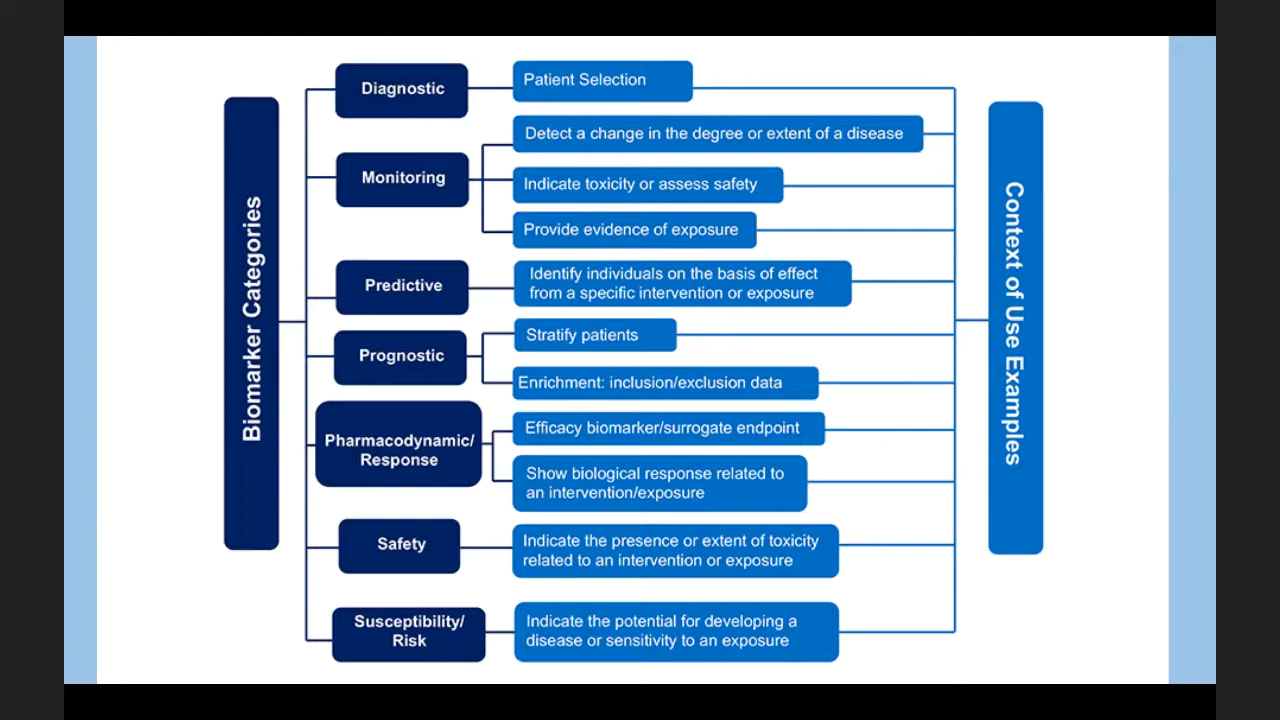 Biomarker Categories
Diagnostic
Patient Selection
Monitoring
Detect a change in the degree or extent of a disease
Indicate toxicity or assess safety
Provide evidence of exposure
Predictive
Identify individuals on the basis of effect
from a specific intervention or exposure
Prognostic
Stratify patients
Enrichment: inclusion/exclusion data
Pharmacodynamic/
Response
Efficacy biomarker/surrogate endpoint
Show biological response related to
an intervention/exposure
Safety
Indicate the presence or extent of toxicity
related to an intervention or exposure
Susceptibility/
Risk
Indicate the potential for developing a
disease or sensitivity to an exposure
Context of Use Examples